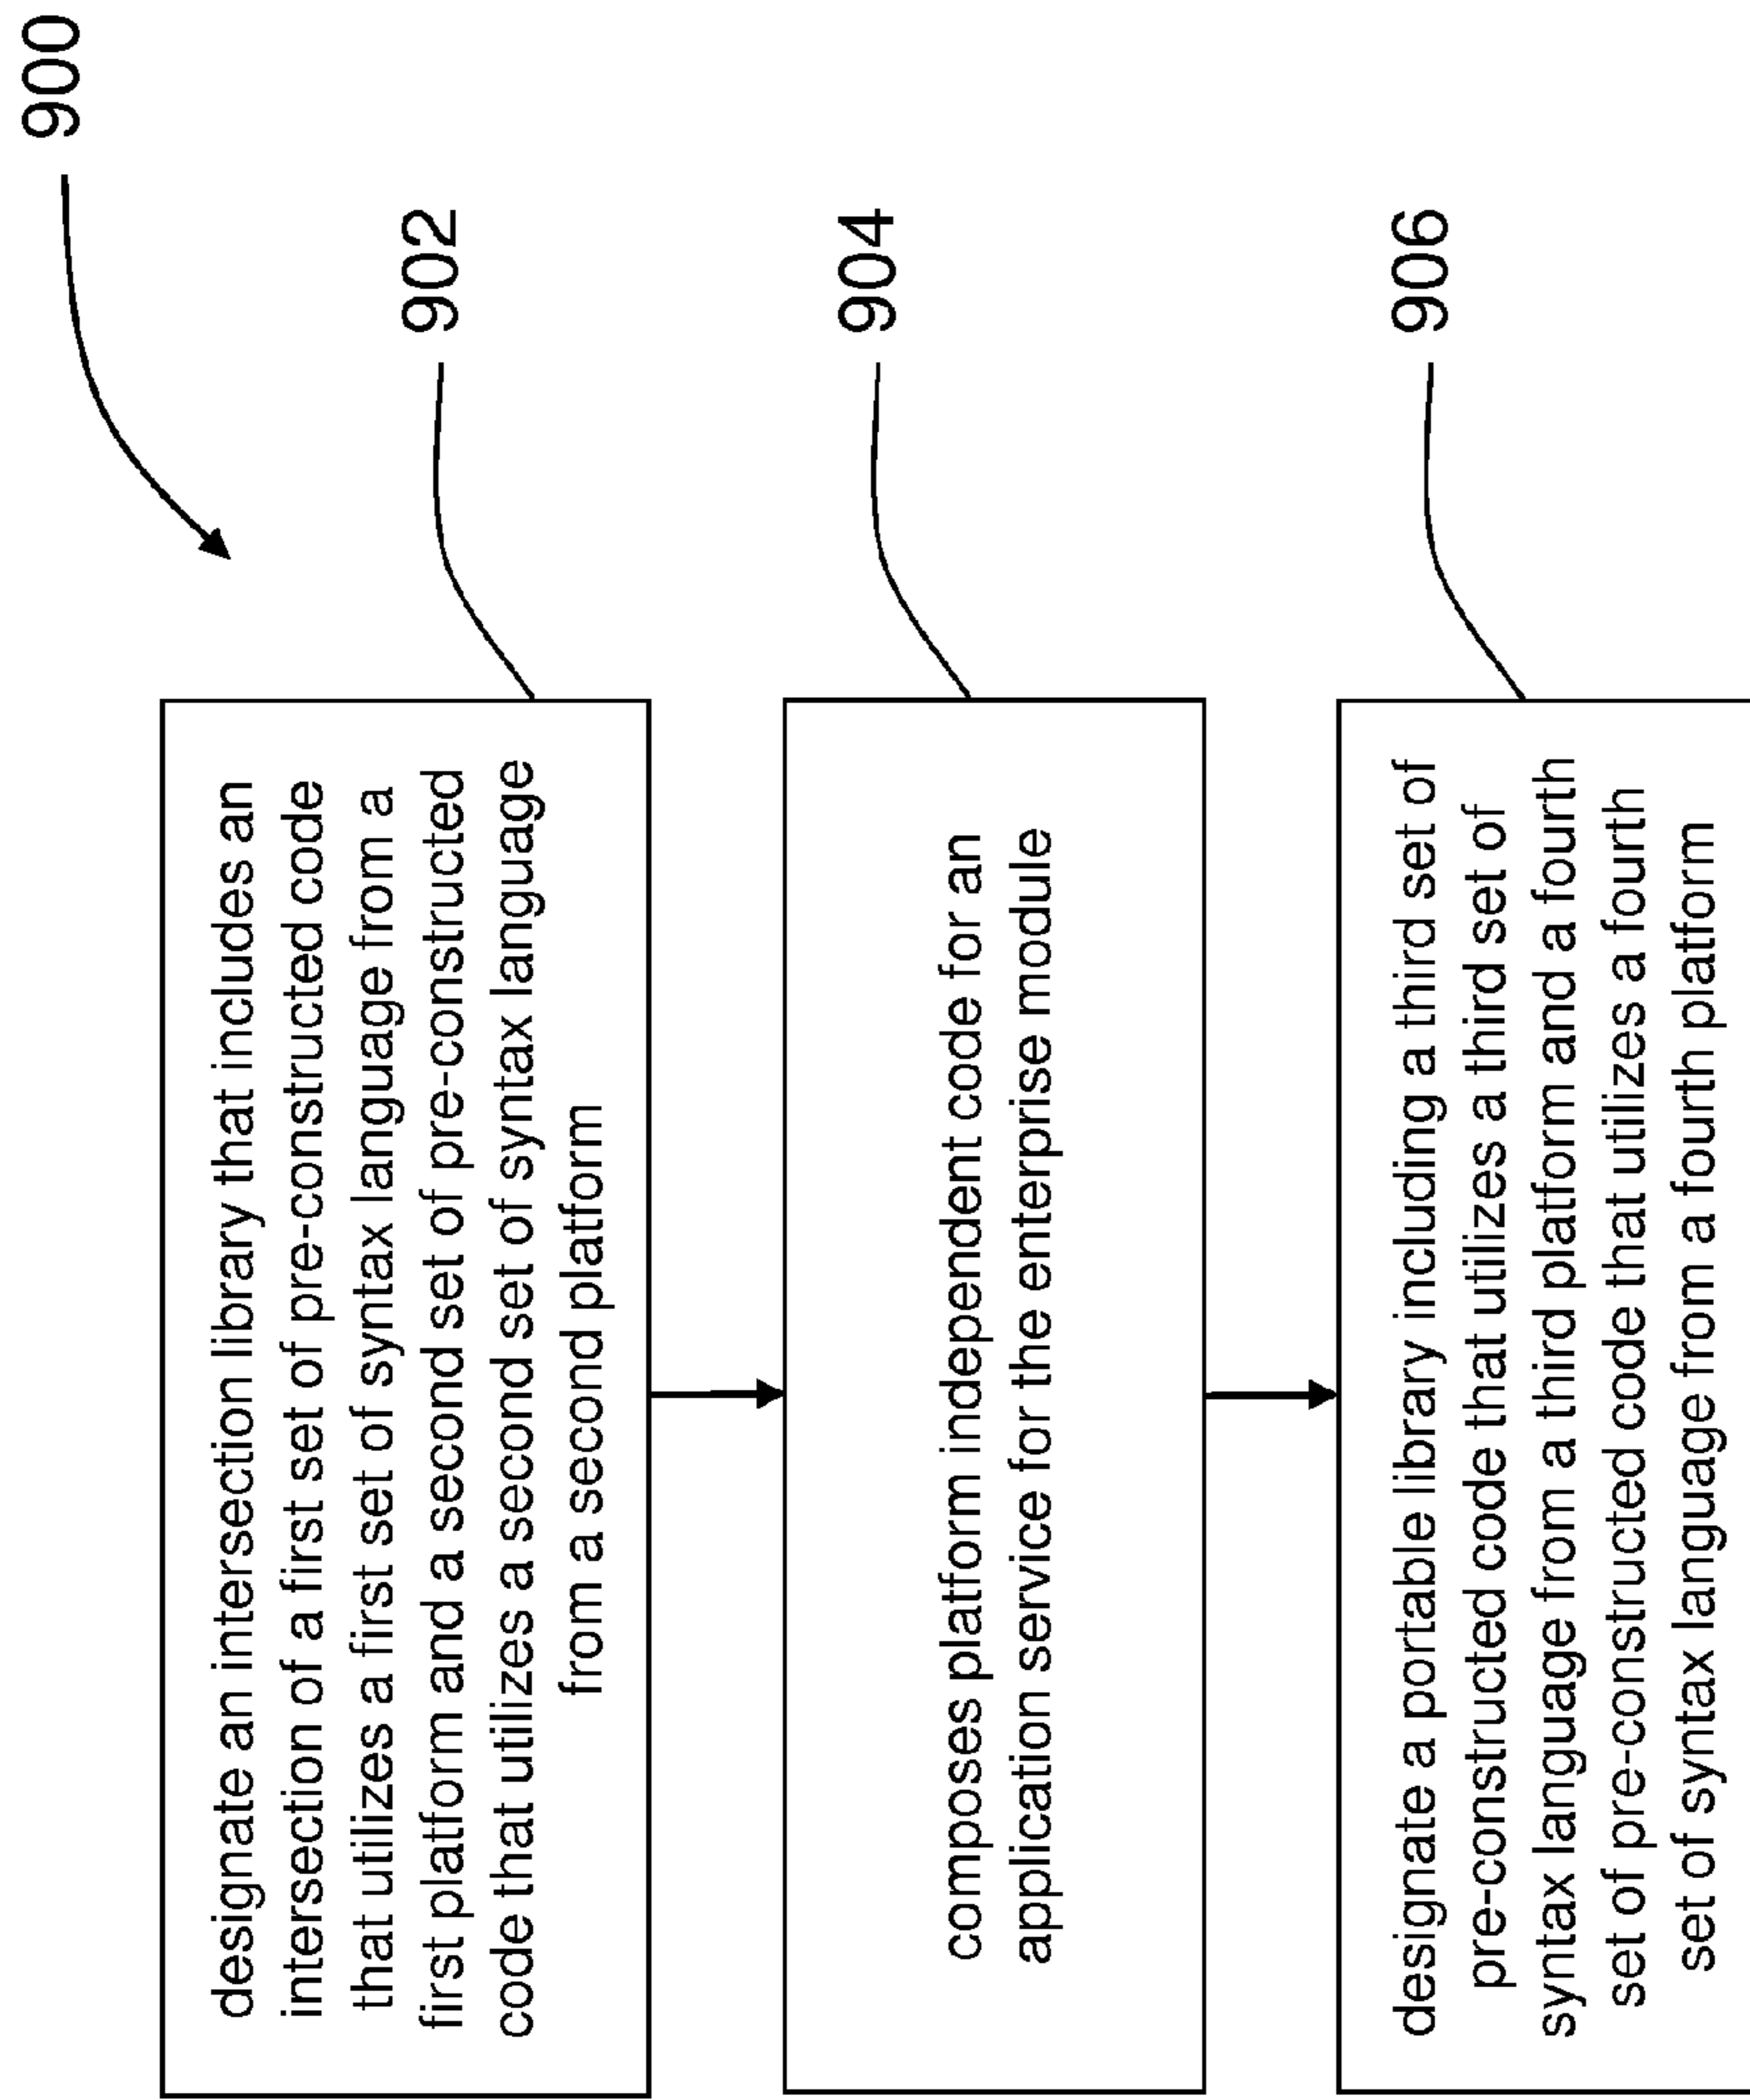 900
902
designate an intersection library that includes an
intersection of a first set of pre-constructed code
that utilizes a first set of syntax language from a
first platform and a second set of pre-constructed
code that utilizes a second set of syntax language
from a second platform
904
composes platform independent code for an
application service for the enterprise module
906
designate a portable library including a third set of
pre-constructed code that utilizes a third set of
syntax language from a third platform and a fourth
set of pre-constructed code that utilizes a fourth
set of syntax language from a fourth platform